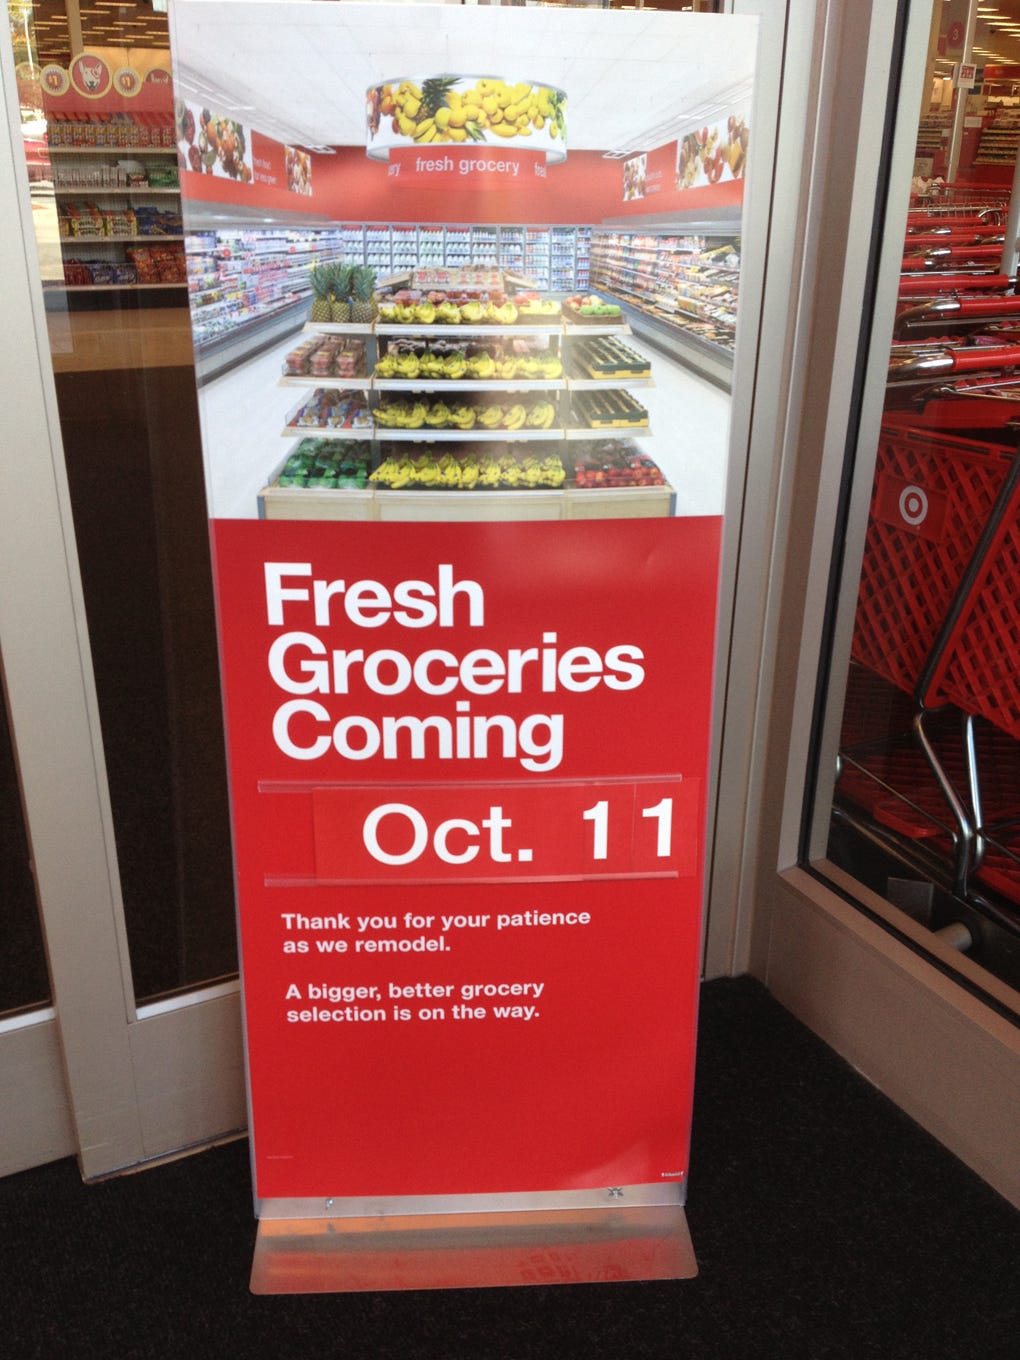 fresh grocery
Fresh
Groceries
Coming
Oct. 11
Thank you for your patience
as we remodel.
A bigger, better grocery
selection is on the way.
3